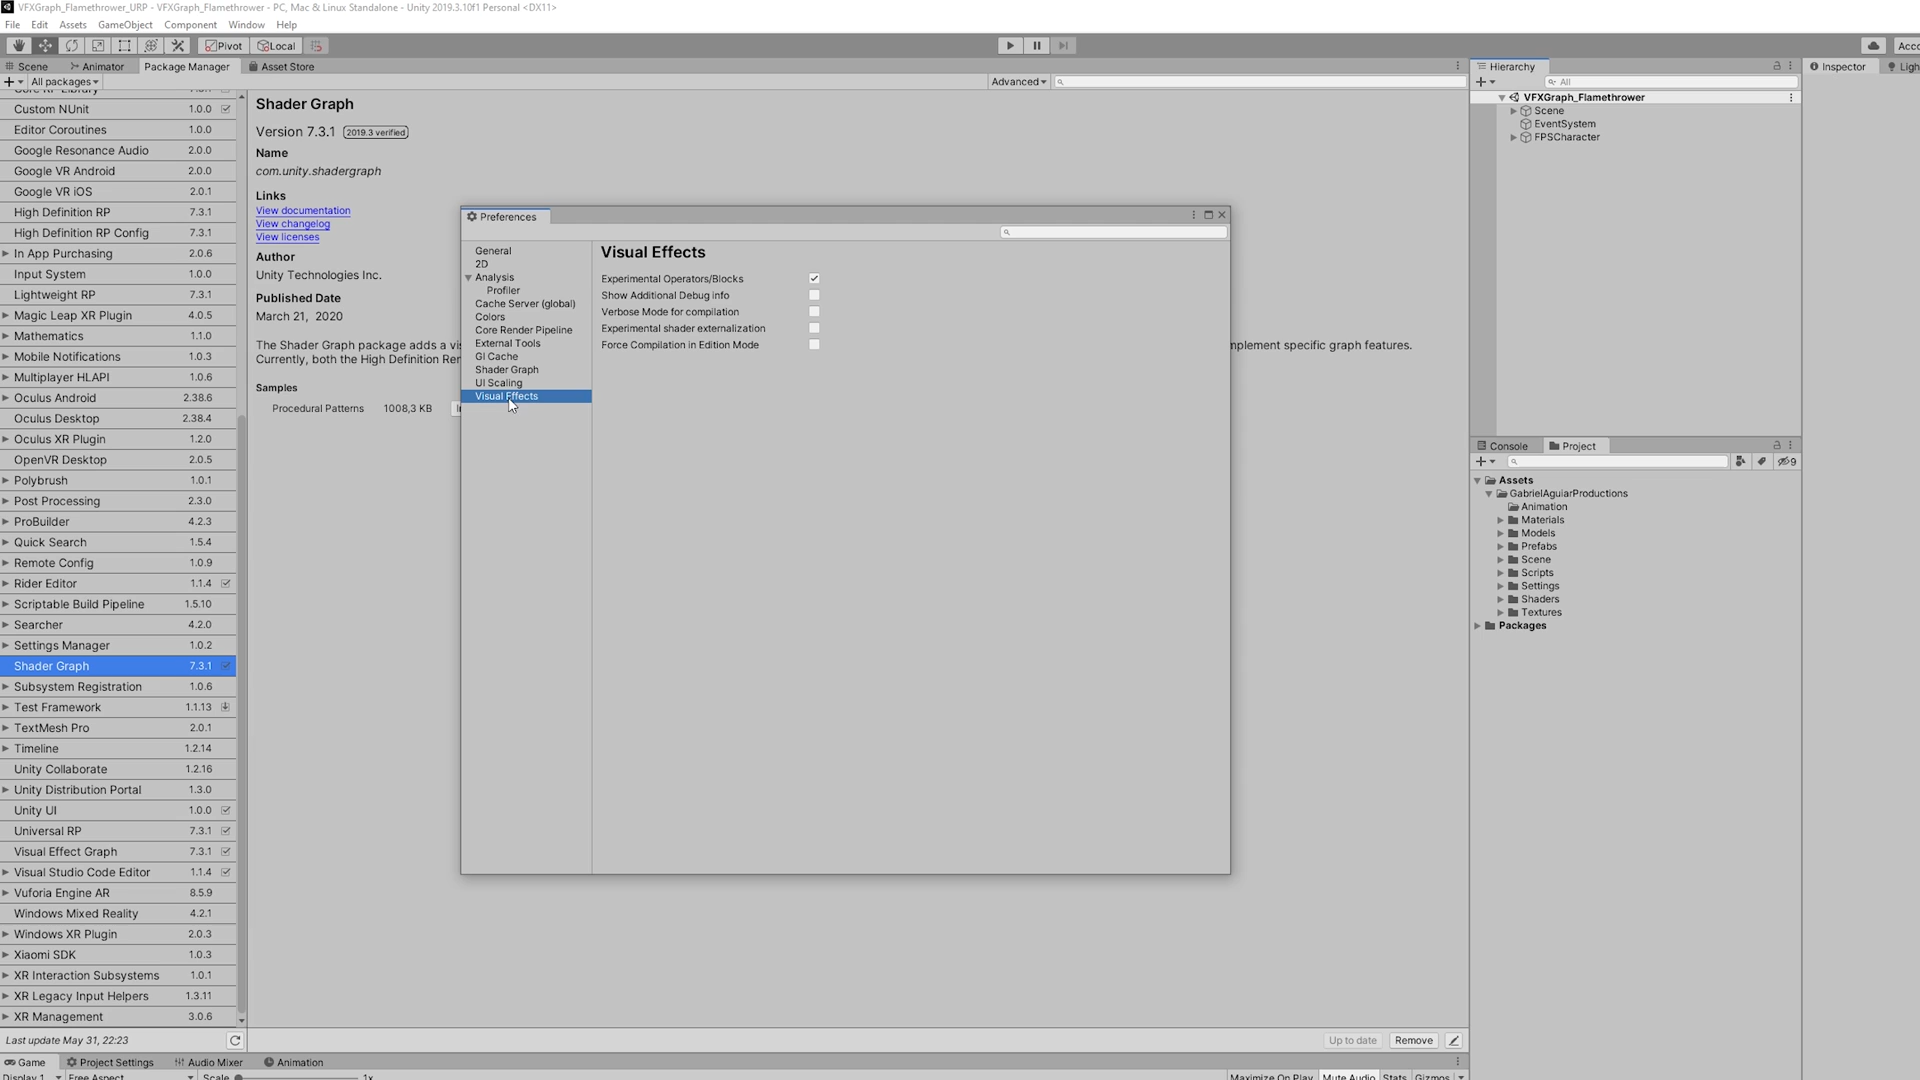 VFXGraph_Flamethrower_URP - VFXGraph_Flamethrower - PC, Mac & Linux Standalone - Unity 2019.3.10f1 Personal <DX11>
File Edit Assets GameObject Component Window Help
Pivot Local
Scene Animator Package Manager Asset Store
All packages Advanced
Custom NUnit 1.0.0
Editor Coroutines 1.0.0
Google Resonance Audio 2.0.0
Google VR Android 2.0.0
Google VR iOS 2.0.1
High Definition RP 7.3.1
High Definition RP Config 7.3.1
In App Purchasing 2.0.6
Input System 1.0.0
Lightweight RP 7.3.1
Magic Leap XR Plugin 4.0.5
Mathematics 1.1.0
Mobile Notifications 1.0.3
Multiplayer HLAPI 1.0.6
Oculus Android 2.38.6
Oculus Desktop 2.38.4
Oculus XR Plugin 1.2.0
OpenVR Desktop 2.0.5
Polybrush 1.0.1
Post Processing 2.3.0
ProBuilder 4.2.3
Quick Search 1.5.4
Remote Config 1.0.9
Rider Editor 1.1.4
Scriptable Build Pipeline 1.5.10
Searcher 4.2.0
Settings Manager 1.0.2
Shader Graph 7.3.1
Subsystem Registration 1.0.6
Test Framework 1.1.13
TextMesh Pro 2.0.1
Timeline 1.2.14
Unity Collaborate 1.2.16
Unity Distribution Portal 1.3.0
Unity UI 1.0.0
Universal RP 7.3.1
Visual Effect Graph 7.3.1
Visual Studio Code Editor 1.1.4
Vuforia Engine AR 8.5.9
Windows Mixed Reality 4.2.1
Windows XR Plugin 2.0.3
Xiaomi SDK 1.0.3
XR Interaction Subsystems 1.0.1
XR Legacy Input Helpers 1.3.11
XR Management 3.0.6
Last update May 31, 22:23
Shader Graph
Version 7.3.1 2019.3 verified
Name
com.unity.shadergraph
Links
View documentation
View changelog
View licenses
Author
Unity Technologies Inc.
Published Date
March 21, 2020
The Shader Graph package adds a vis
Currently, both the High Definition Ren
mplement specific graph features.
Samples
Procedural Patterns 1008,3 KB
Preferences
General
2D
Analysis
Profiler
Cache Server (global)
Colors
Core Render Pipeline
External Tools
GI Cache
Shader Graph
UI Scaling
Visual Effects
Visual Effects
Experimental Operators/Blocks
Show Additional Debug info
Verbose Mode for compilation
Experimental shader externalization
Force Compilation in Edition Mode
Up to date Remove
Hierarchy
All
VFXGraph_Flamethrower
Scene
EventSystem
FPSCharacter
Inspector Ligh
Acco
Console Project
9
Assets
GabrielAguiarProductions
Animation
Materials
Models
Prefabs
Scene
Scripts
Settings
Shaders
Textures
Packages
Game Project Settings Audio Mixer Animation
Display 1 Free Aspect Scale 1x Maximize On Play Mute Audio Stats Gizmos